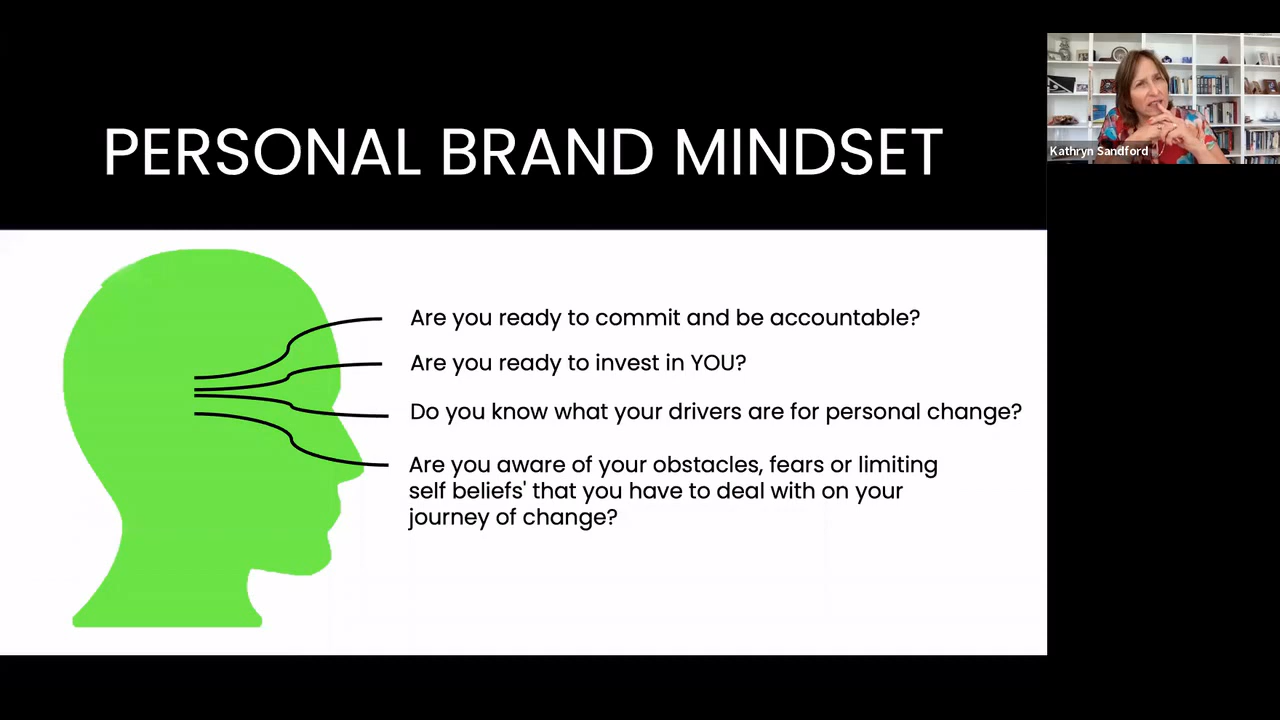 PERSONAL BRAND MINDSET
Kathryn Sandford
Are you ready to commit and be accountable?
Are you ready to invest in YOU?
Do you know what your drivers are for personal change?
Are you aware of your obstacles, fears or limiting
self beliefs' that you have to deal with on your
journey of change?